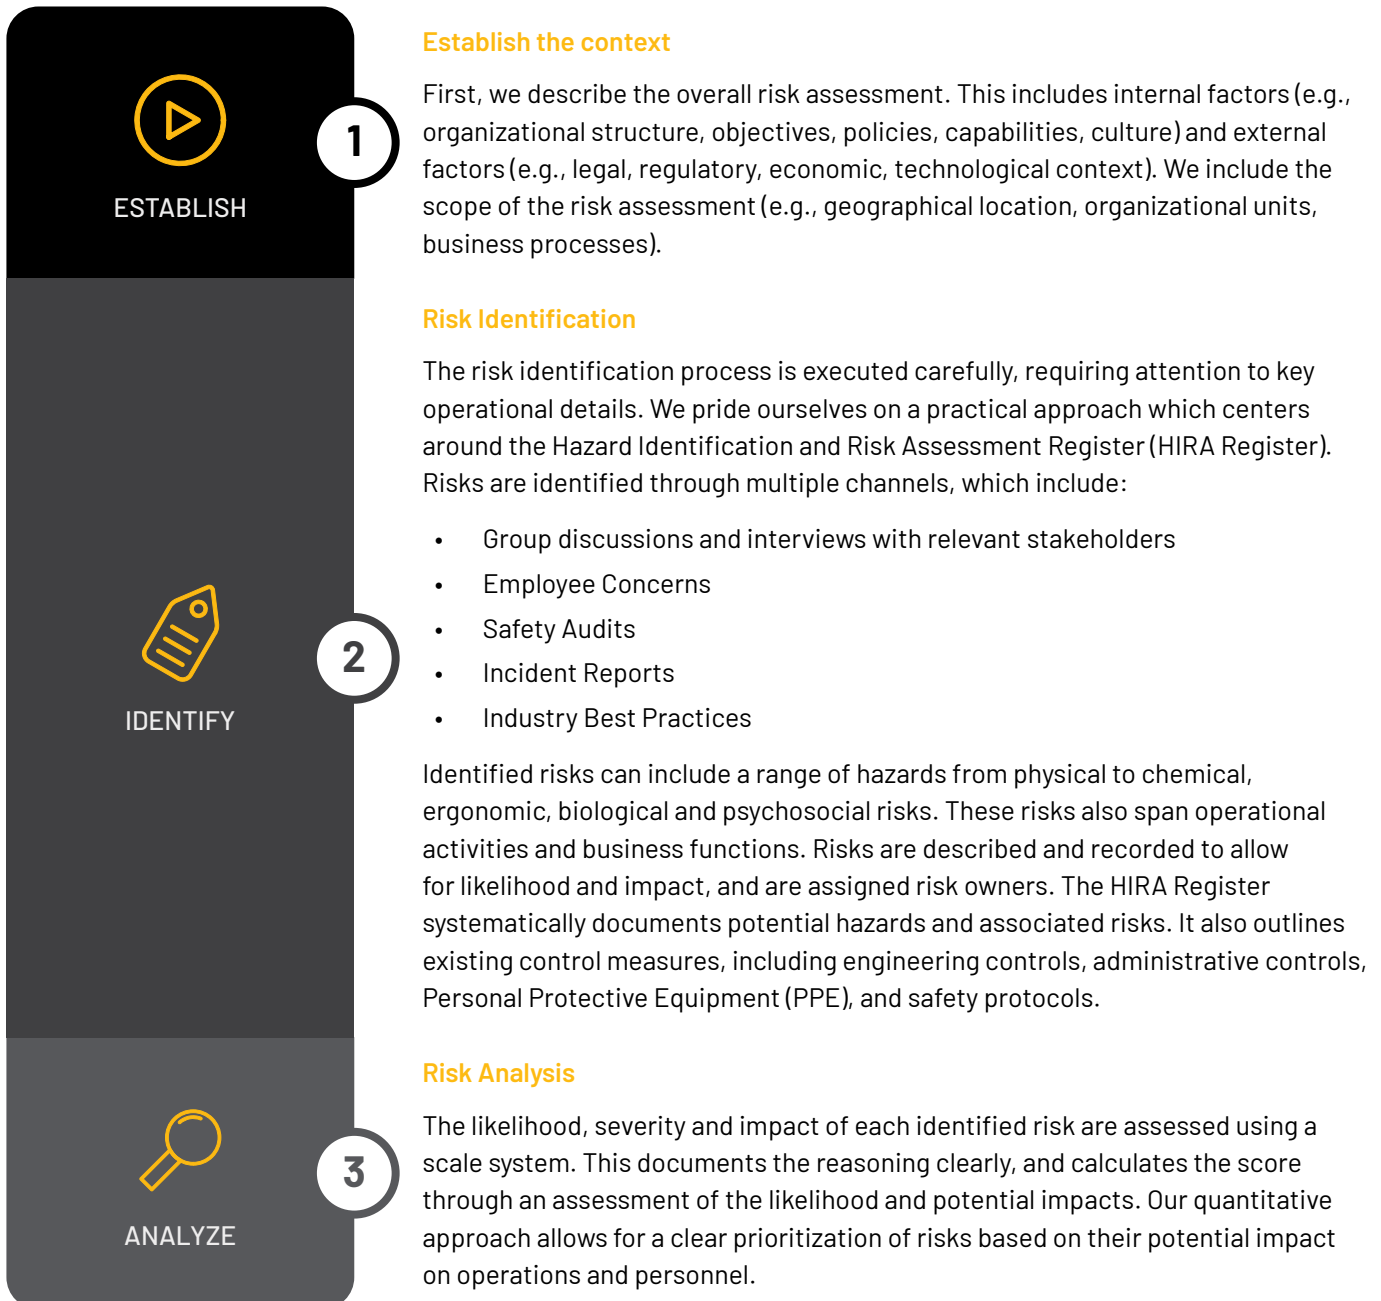 ESTABLISH
1
Establish the context
First, we describe the overall risk assessment. This includes internal factors (e.g.,
organizational structure, objectives, policies, capabilities, culture) and external
factors (e.g., legal, regulatory, economic, technological context). We include the
scope of the risk assessment (e.g., geographical location, organizational units,
business processes).
IDENTIFY
2
Risk Identification
The risk identification process is executed carefully, requiring attention to key
operational details. We pride ourselves on a practical approach which centers
around the Hazard Identification and Risk Assessment Register (HIRA Register).
Risks are identified through multiple channels, which include:
• Group discussions and interviews with relevant stakeholders
• Employee Concerns
• Safety Audits
• Incident Reports
• Industry Best Practices
Identified risks can include a range of hazards from physical to chemical,
ergonomic, biological and psychosocial risks. These risks also span operational
activities and business functions. Risks are described and recorded to allow
for likelihood and impact, and are assigned risk owners. The HIRA Register
systematically documents potential hazards and associated risks. It also outlines
existing control measures, including engineering controls, administrative controls,
Personal Protective Equipment (PPE), and safety protocols.
ANALYZE
3
Risk Analysis
The likelihood, severity and impact of each identified risk are assessed using a
scale system. This documents the reasoning clearly, and calculates the score
through an assessment of the likelihood and potential impacts. Our quantitative
approach allows for a clear prioritization of risks based on their potential impact
on operations and personnel.